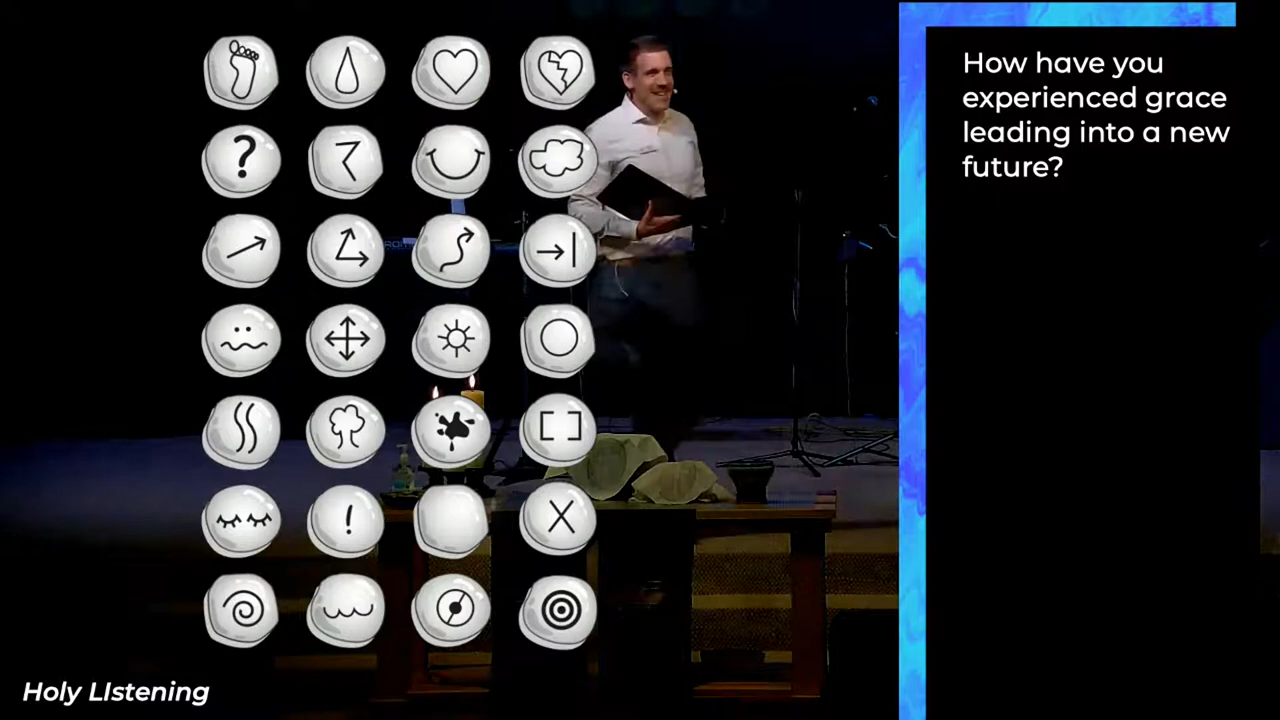 ?
!
X
How have you
experienced grace
leading into a new
future?
Holy LIstening